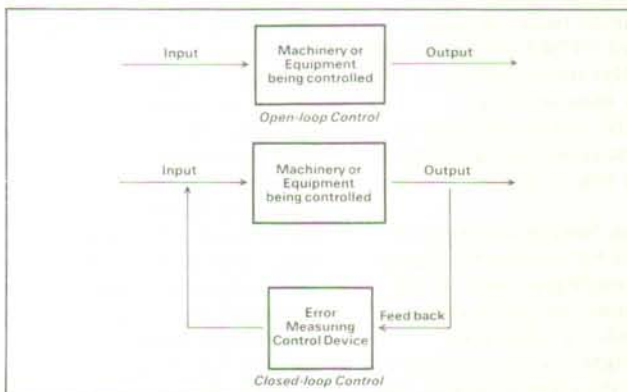 Input
Machinery or
Equipment
being controlled
Output
Open-loop Control
Input
Machinery or
Equipment
being controlled
Output
Error
Measuring
Control Device
Feed back
Closed-loop Control